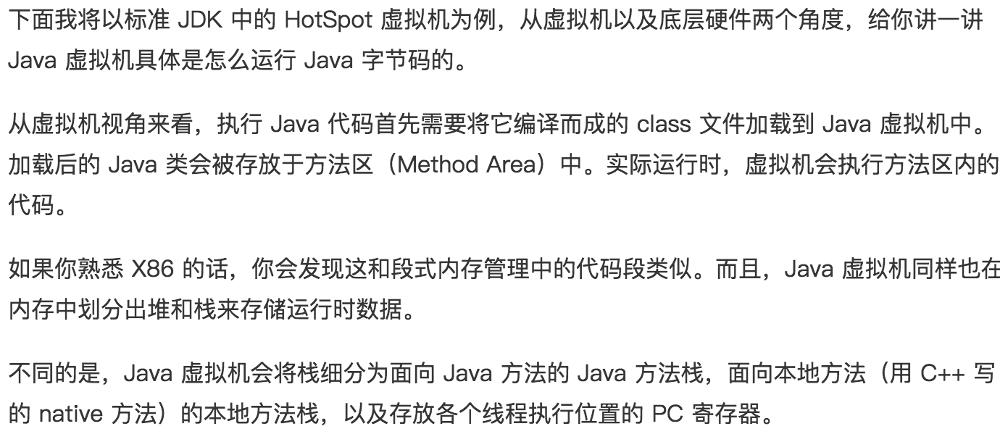 下面我将以标准 JDK 中的 HotSpot 虚拟机为例，从虚拟机以及底层硬件两个角度，给你讲一讲
Java 虚拟机具体是怎么运行 Java 字节码的。
从虚拟机视角来看，执行 Java 代码首先需要将它编译而成的 class 文件加载到 Java 虚拟机中。
加载后的 Java 类会被存放于方法区（Method Area）中。实际运行时，虚拟机会执行方法区内的
代码。
如果你熟悉 X86 的话，你会发现这和段式内存管理中的代码段类似。而且，Java 虚拟机同样也在
内存中划分出堆和栈来存储运行时数据。
不同的是，Java 虚拟机会将栈细分为面向 Java 方法的 Java 方法栈，面向本地方法（用 C++ 写
的 native 方法）的本地方法栈，以及存放各个线程执行位置的 PC 寄存器。